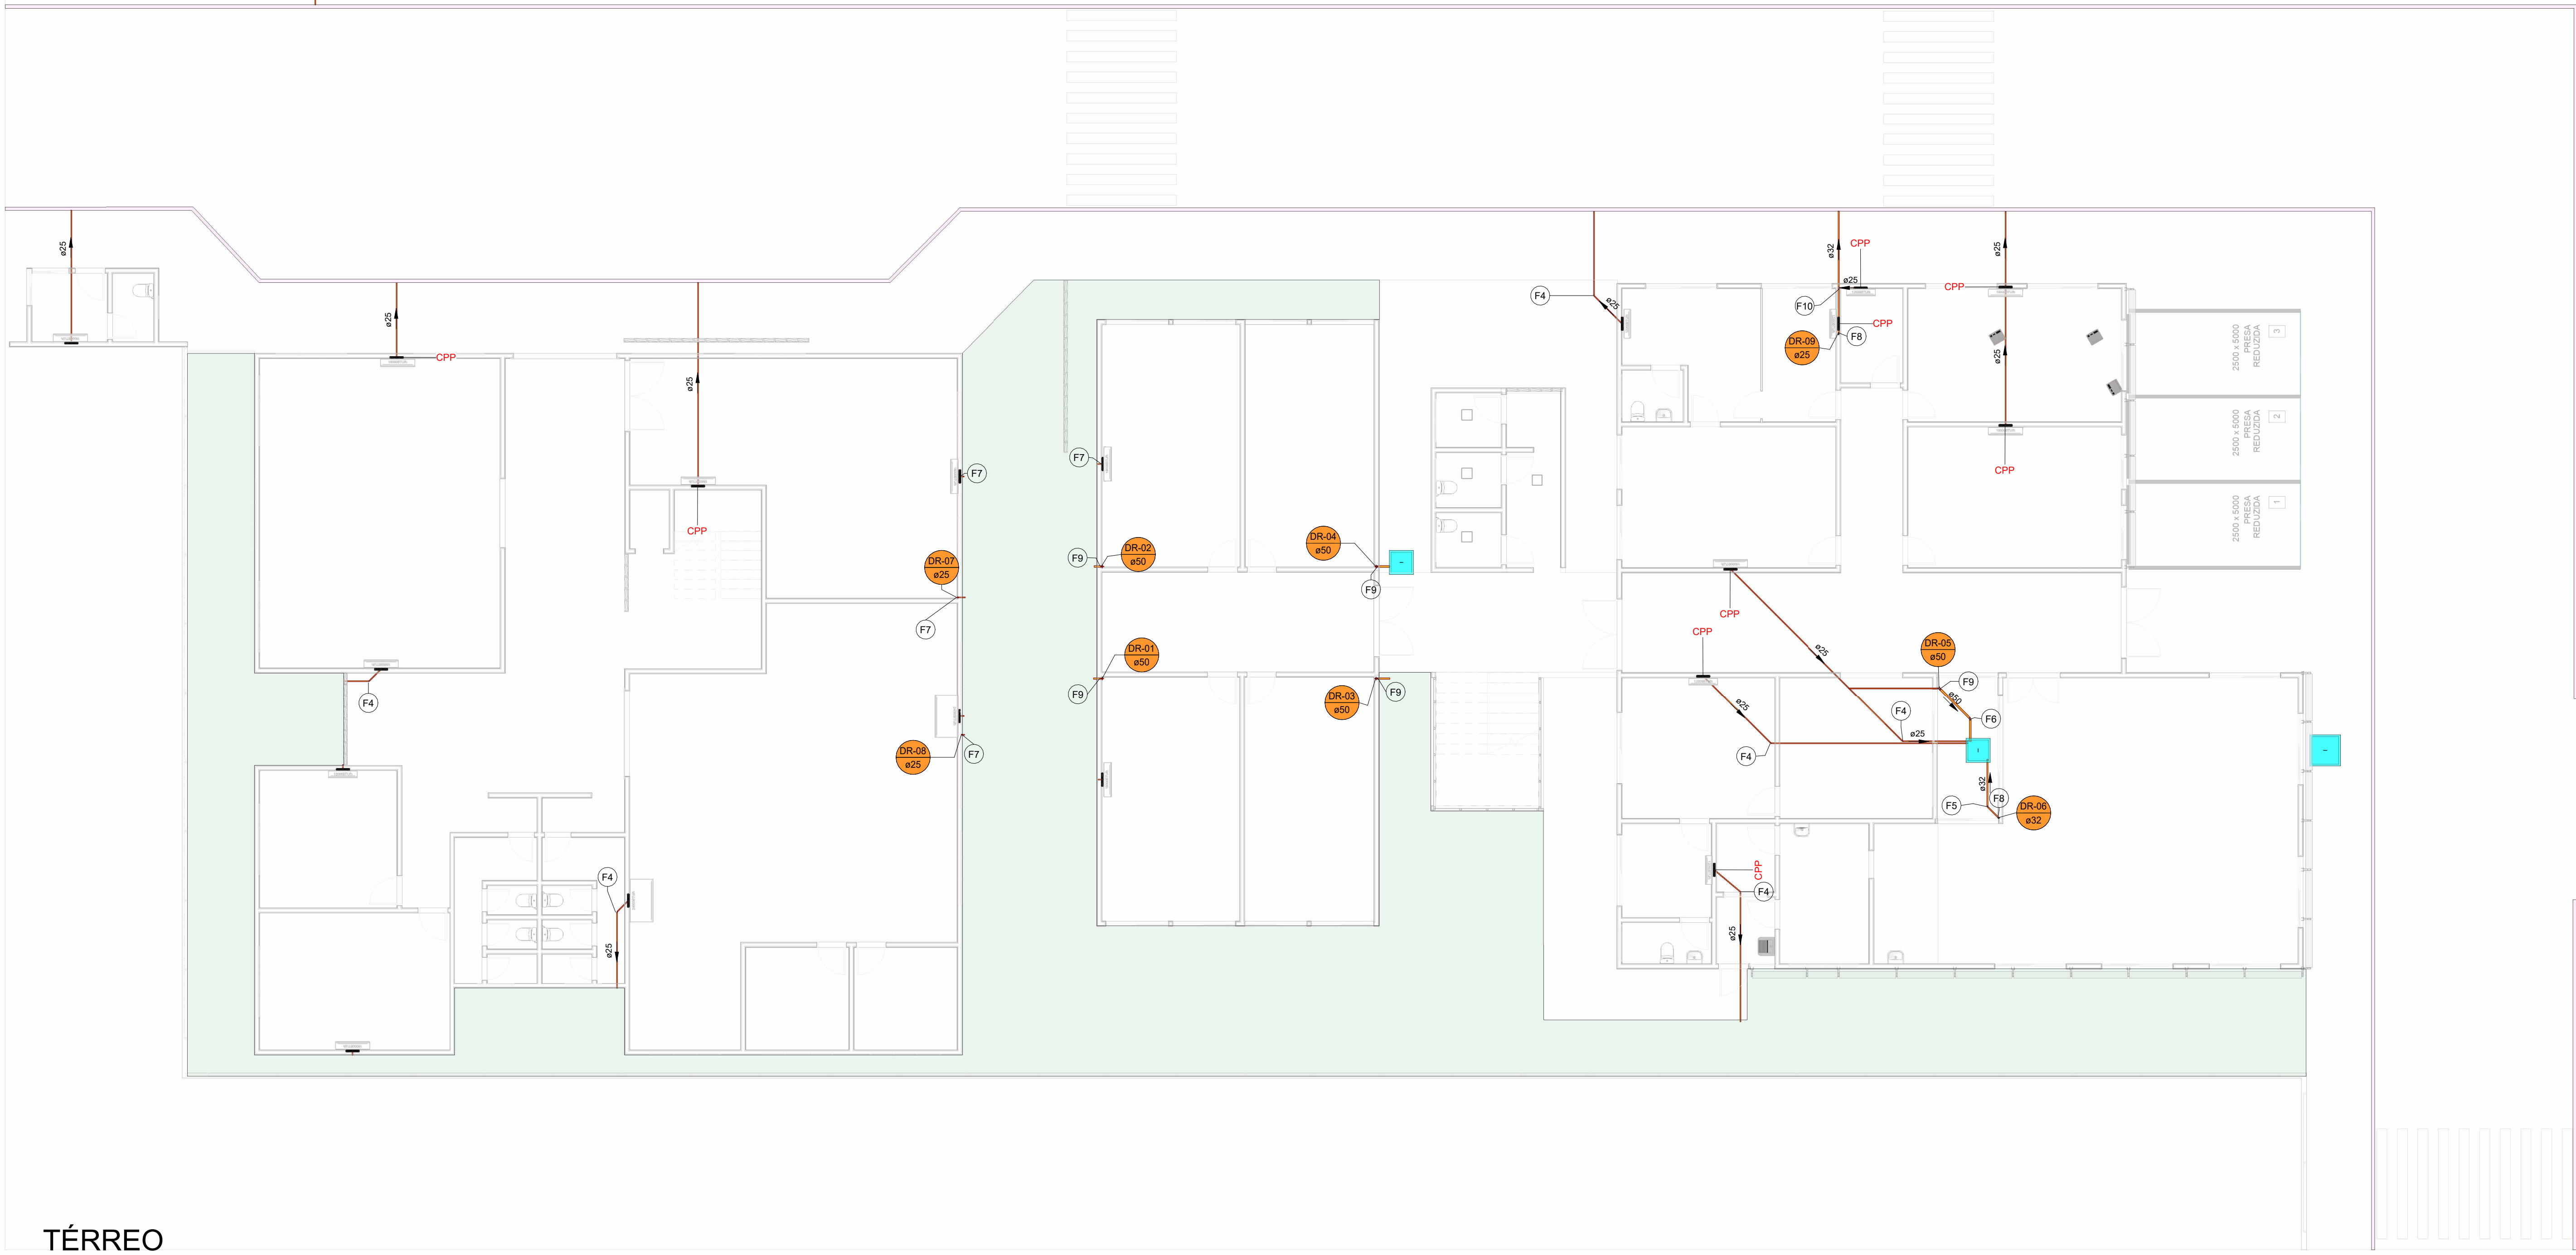 ø25
ø25
CPP
ø25
CPP
F4
F4
ø25
F7
DR-07
ø25
F7
DR-08
ø25
F7
F7
F9
DR-02
ø50
DR-04
ø50
F9
DR-01
ø50
F9
DR-03
ø50
F9
F4
ø25
ø32
CPP
ø25
F10
CPP
F8
DR-09
ø25
ø25
CPP
ø25
CPP
2500 x 5000
PRESA
REDUZIDA
3
2500 x 5000
PRESA
REDUZIDA
2
2500 x 5000
PRESA
REDUZIDA
1
CPP
CPP
ø25
ø25
DR-05
ø50
F9
ø50
F6
F4
ø25
F4
ø32
F8
F5
DR-06
ø32
CPP
F4
ø25
TÉRREO